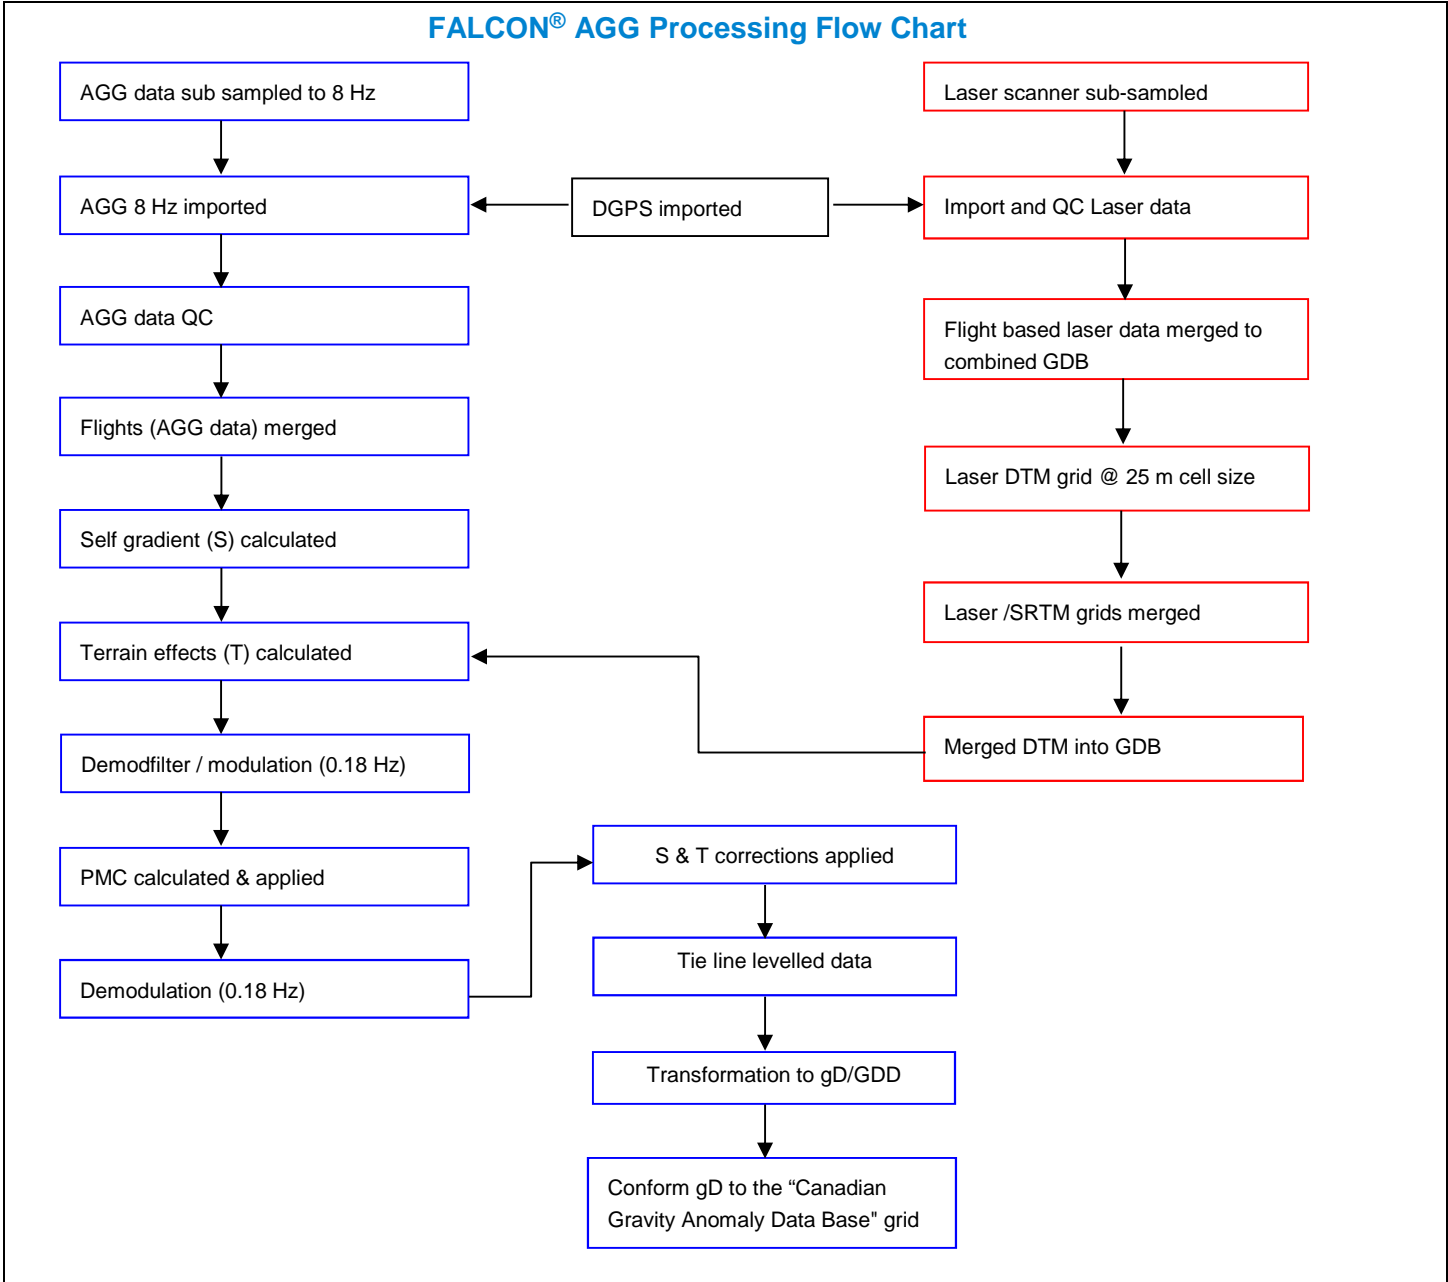 FALCON® AGG Processing Flow Chart
AGG data sub sampled to 8 Hz
AGG 8 Hz imported
AGG data QC
Flights (AGG data) merged
Self gradient (S) calculated
Terrain effects (T) calculated
Demodfilter / modulation (0.18 Hz)
PMC calculated & applied
Demodulation (0.18 Hz)
DGPS imported
Laser scanner sub-sampled
Import and QC Laser data
Flight based laser data merged to
combined GDB
Laser DTM grid @ 25 m cell size
Laser /SRTM grids merged
Merged DTM into GDB
S & T corrections applied
Tie line levelled data
Transformation to gD/GDD
Conform gD to the “Canadian
Gravity Anomaly Data Base" grid